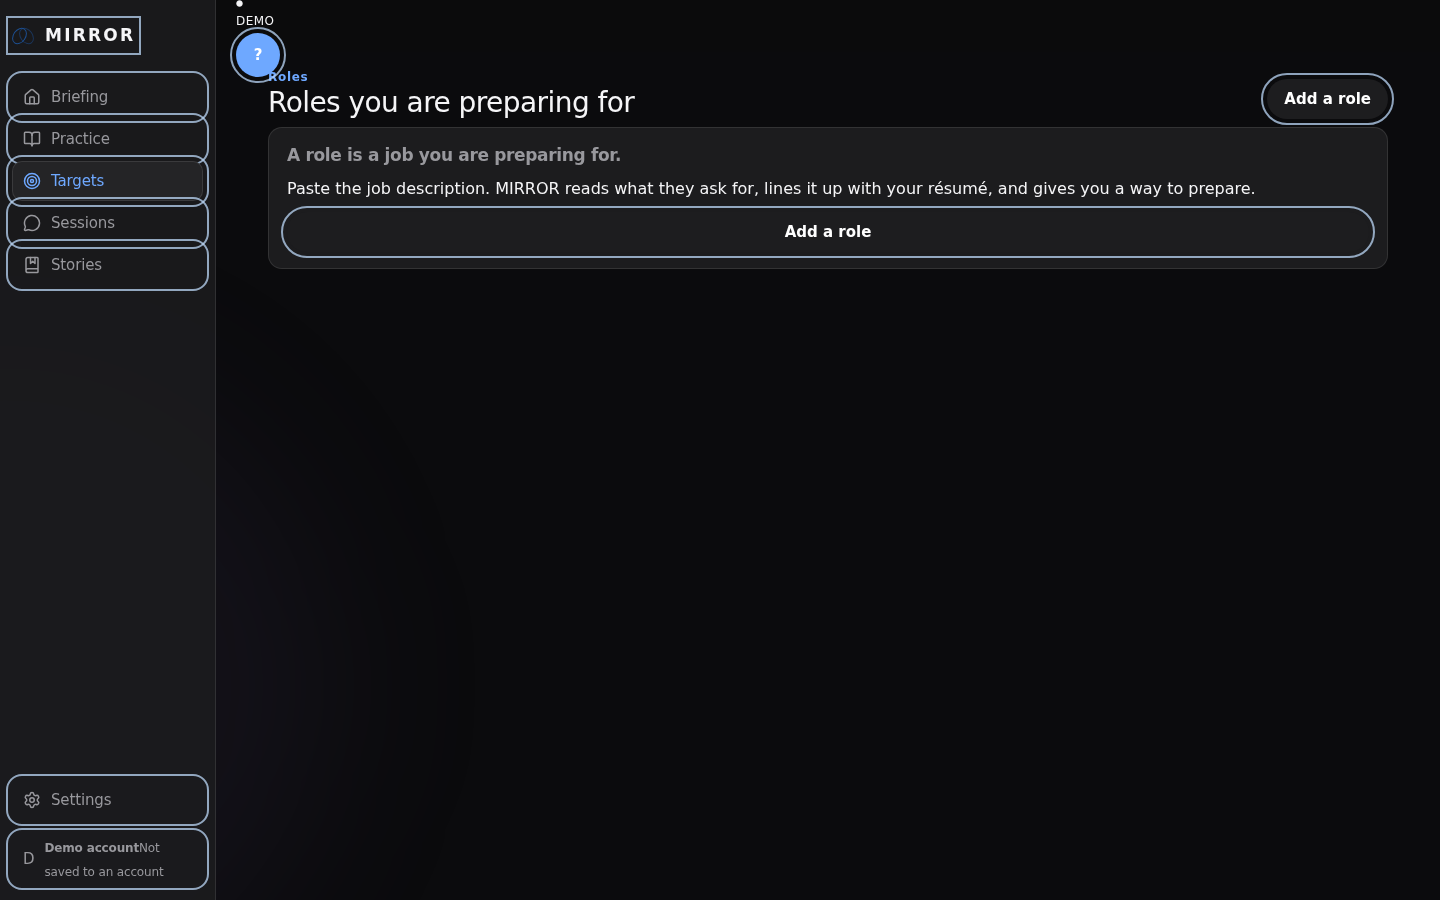 MIRROR
Briefing
Practice
Targets
Sessions
Stories
Settings
D
Demo accountNot
saved to an account
DEMO
?
Roles
Roles you are preparing for
Add a role
A role is a job you are preparing for.
Paste the job description. MIRROR reads what they ask for, lines it up with your résumé, and gives you a way to prepare.
Add a role